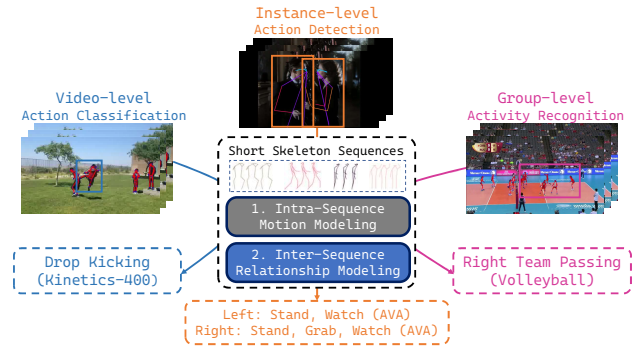 Instance-level
Action Detection
Video-level
Action Classification
Group-level
Activity Recognition
Short Skeleton Sequences
1. Intra-Sequence
Motion Modeling
2. Inter-Sequence
Relationship Modeling
Drop Kicking
(Kinetics-400)
Right Team Passing
(Volleyball)
Left: Stand, Watch (AVA)
Right: Stand, Grab, Watch (AVA)